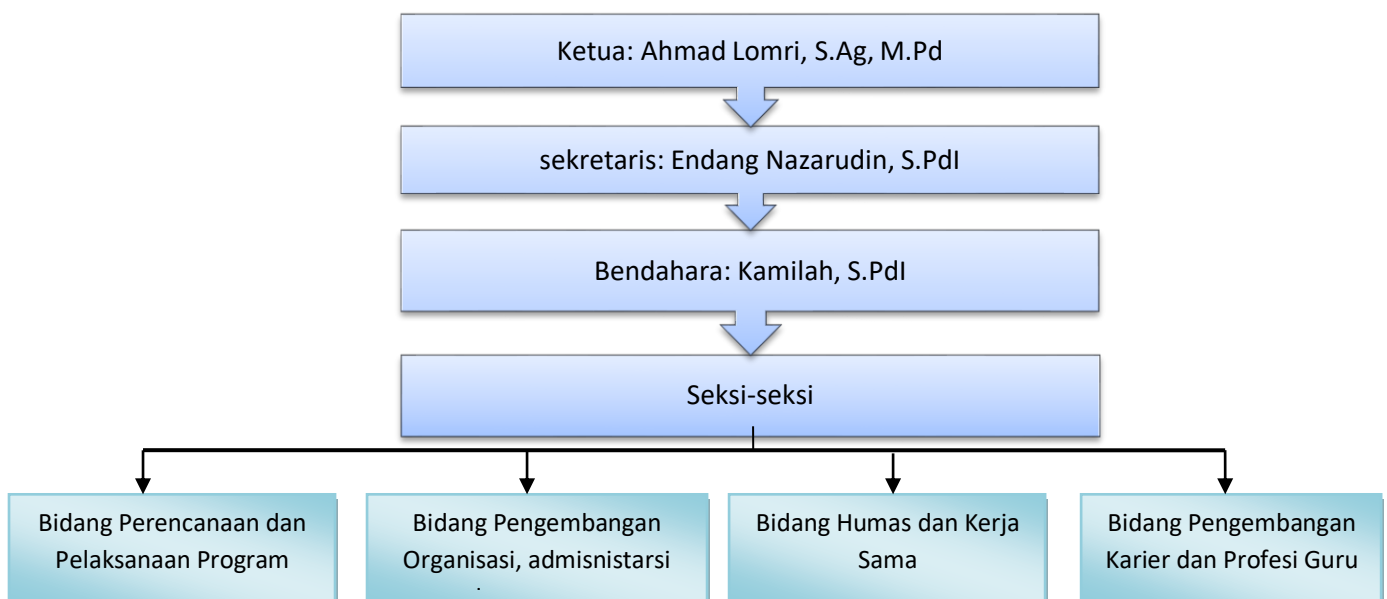 Ketua: Ahmad Lomri, S.Ag, M.Pd
sekretaris: Endang Nazarudin, S.PdI
Bendahara: Kamilah, S.PdI
Seksi-seksi
Bidang Perencanaan dan
Pelaksanaan Program
Bidang Pengembangan
Organisasi, admisnistarsi
Bidang Humas dan Kerja
Sama
Bidang Pengembangan
Karier dan Profesi Guru